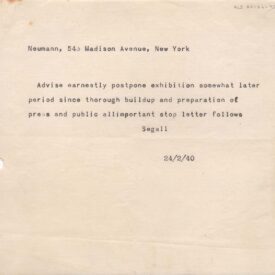 Neumann, 543 Madison Avenue, New York
Advise earnestly postpone exhibition somewhat later
period since thorough buildup and preparation of
press and public allimportant stop letter follows
Segall
24/2/40